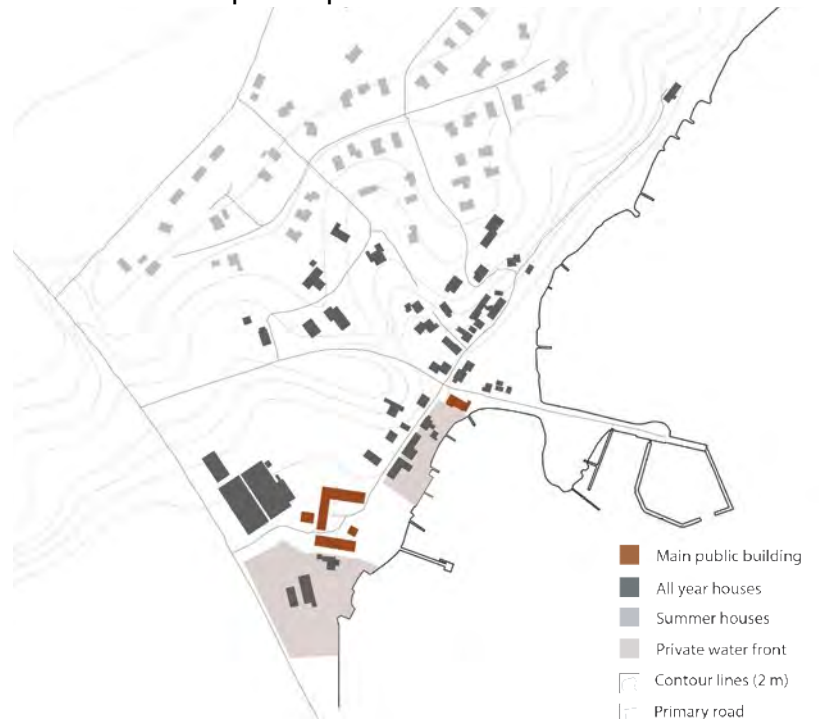 Main public building
All year houses
Summer houses
Private water front
Contour lines (2 m)
Primary road